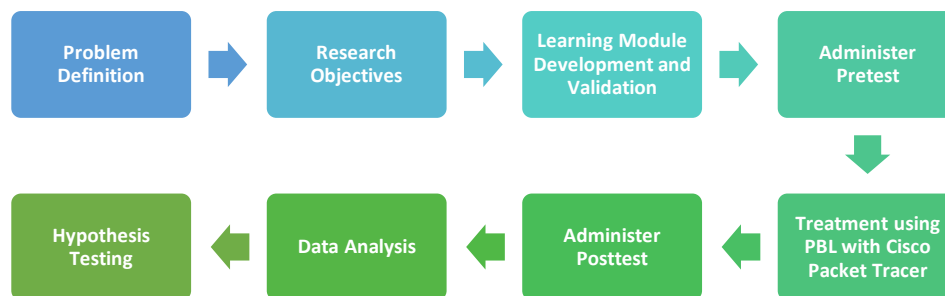 Problem
Definition
Research
Objectives
Learning Module
Development and
Validation
Administer
Pretest
Treatment using
PBL with Cisco
Packet Tracer
Administer
Posttest
Data Analysis
Hypothesis
Testing